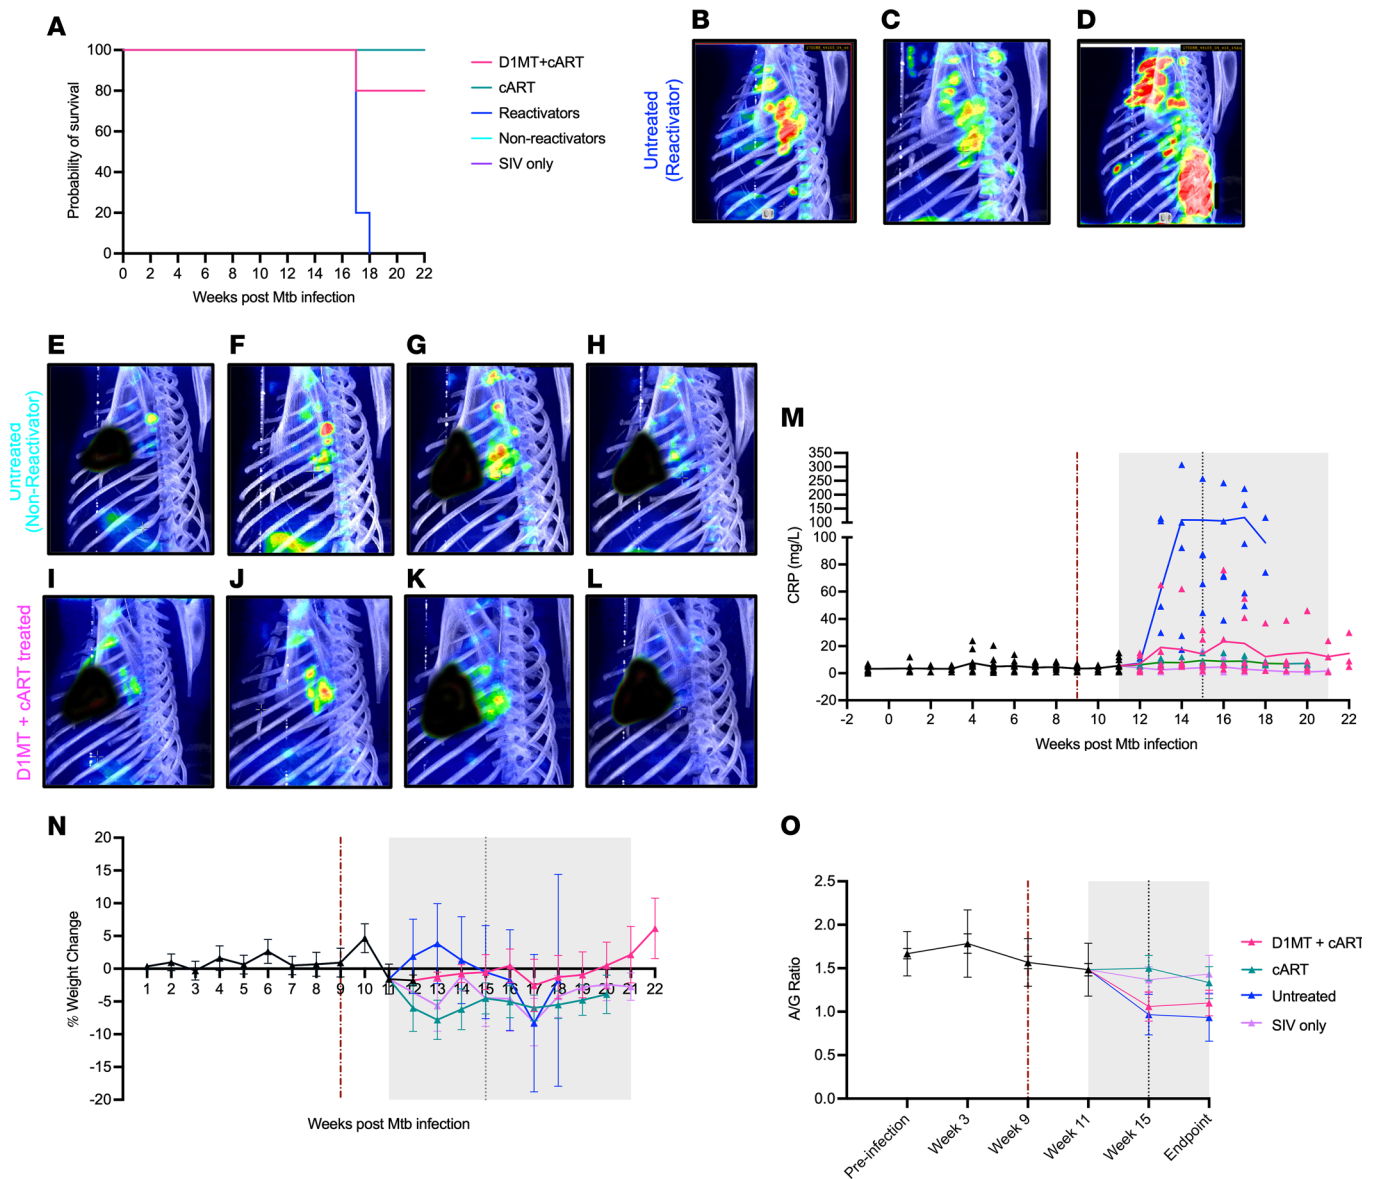 A
100
80
60
40
20
0
Probability of survival
0 2 4 6 8 10 12 14 16 18 20 22
Weeks post Mtb infection
D1MT+cART
cART
Reactivators
Non-reactivators
SIV only
B
C
D
Untreated
(Reactivator)
E
F
G
H
Untreated
(Non-Reactivator)
I
J
K
L
D1MT + cART treated
M
350
300
250
200
150
100
100
80
60
40
20
0
-20
CRP (mg/L)
-2 0 2 4 6 8 10 12 14 16 18 20 22
Weeks post Mtb infection
N
20
15
10
5
0
-5
-10
-15
-20
% Weight Change
1 2 3 4 5 6 7 8 9 10 11 12 13 14 15 16 17 18 19 20 21 22
Weeks post Mtb infection
O
2.5
2.0
1.5
1.0
0.5
0.0
A/G Ratio
Pre-infection
Week 3
Week 9
Week 11
Week 15
Endpoint
D1MT + cART
cART
Untreated
SIV only